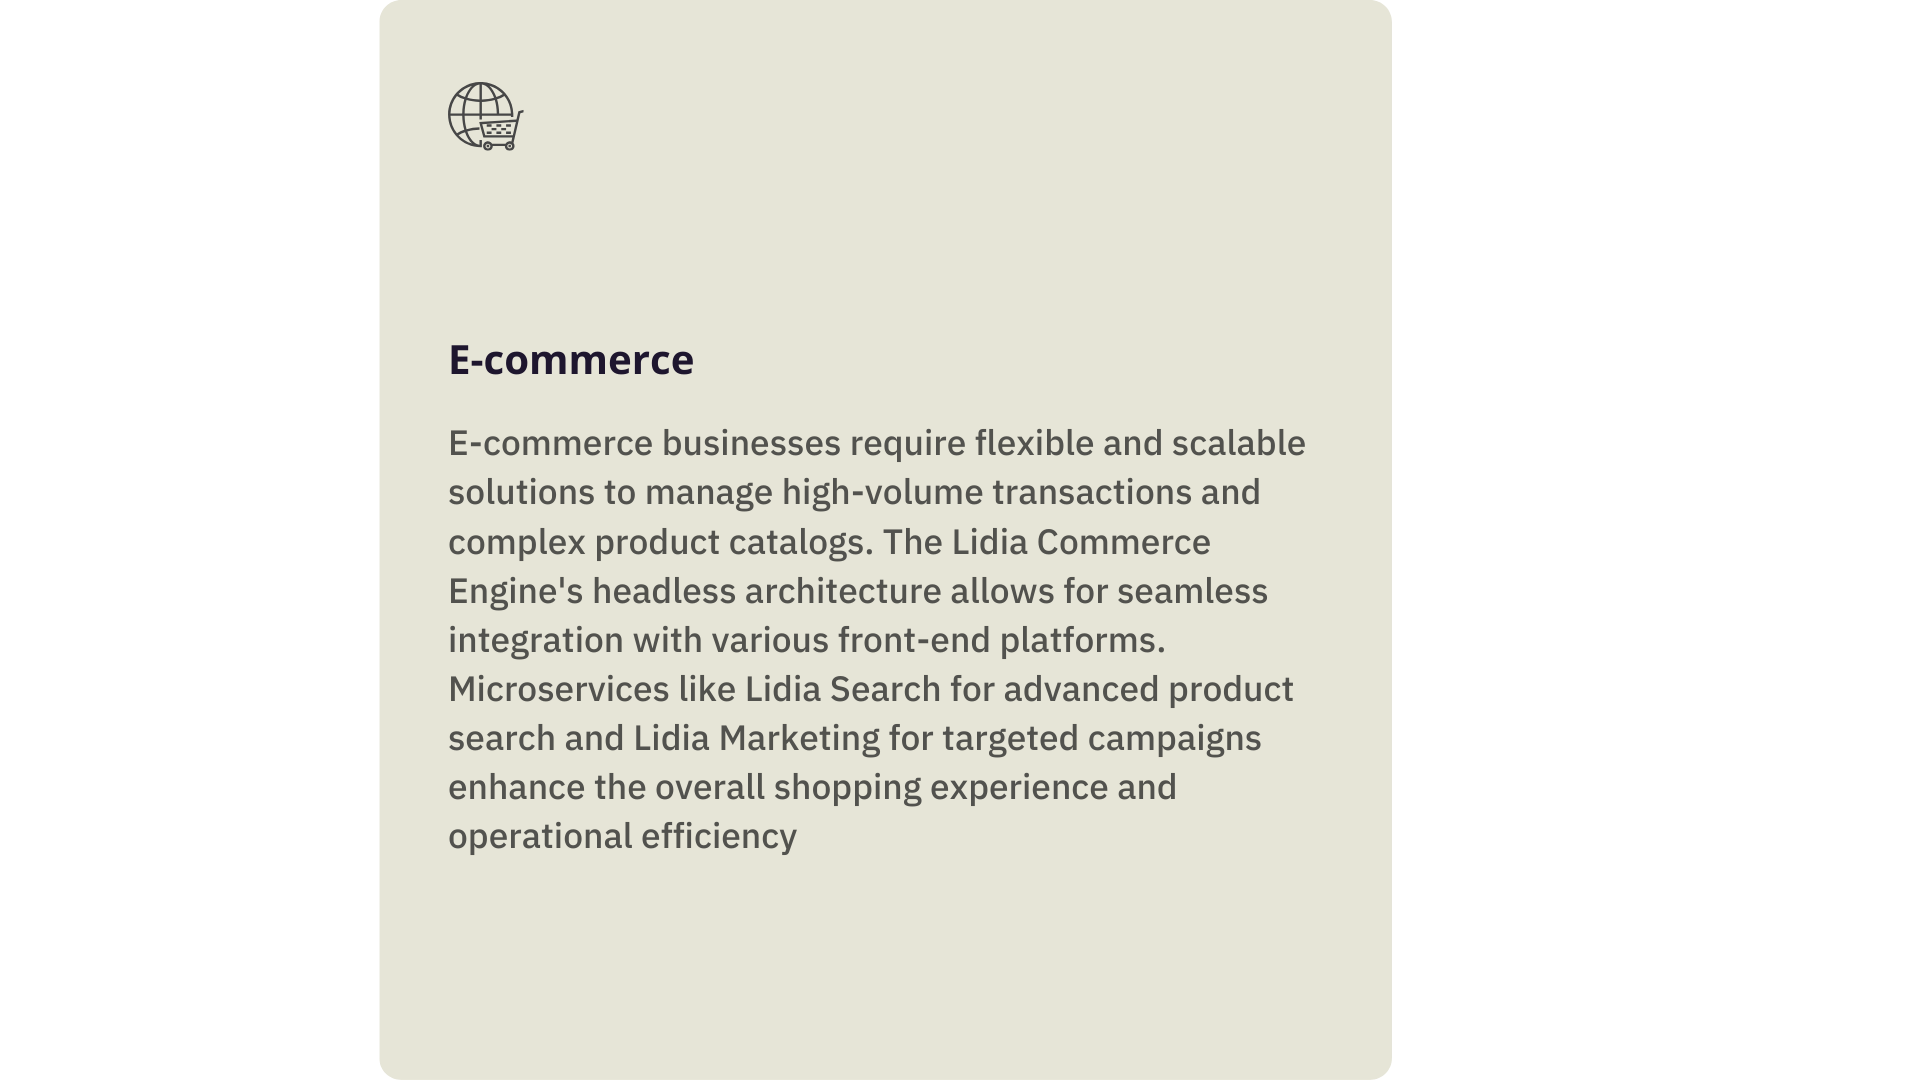 E-commerce
E-commerce businesses require flexible and scalable
solutions to manage high-volume transactions and
complex product catalogs. The Lidia Commerce
Engine's headless architecture allows for seamless
integration with various front-end platforms.
Microservices like Lidia Search for advanced product
search and Lidia Marketing for targeted campaigns
enhance the overall shopping experience and
operational efficiency